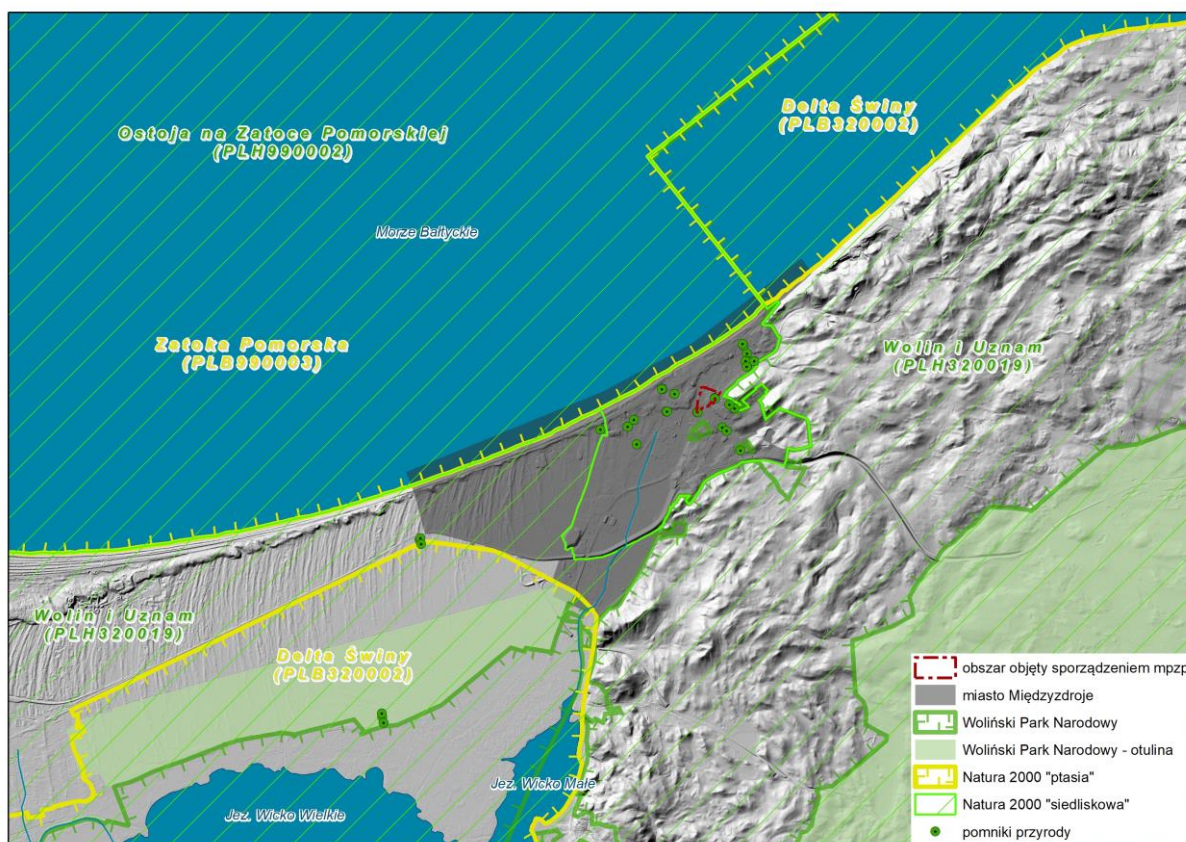 Delta Świny
(PLB320002)
Ostoja na Zatoce Pomorskiej
(PLH990002)
Morze Bałtyckie
Zatoka Pomorska
(PLB990003)
Wolin i Uznam
(PLH320019)
Wolin i Uznam
(PLH320019)
Delta Świny
(PLB320002)
Jez. Wicko Małe
Jez. Wicko Wielkie
obszar objęty sporządzeniem mpzp
miasto Międzyzdroje
Woliński Park Narodowy
Woliński Park Narodowy - otulina
Natura 2000 "ptasia"
Natura 2000 "siedliskowa"
pomniki przyrody